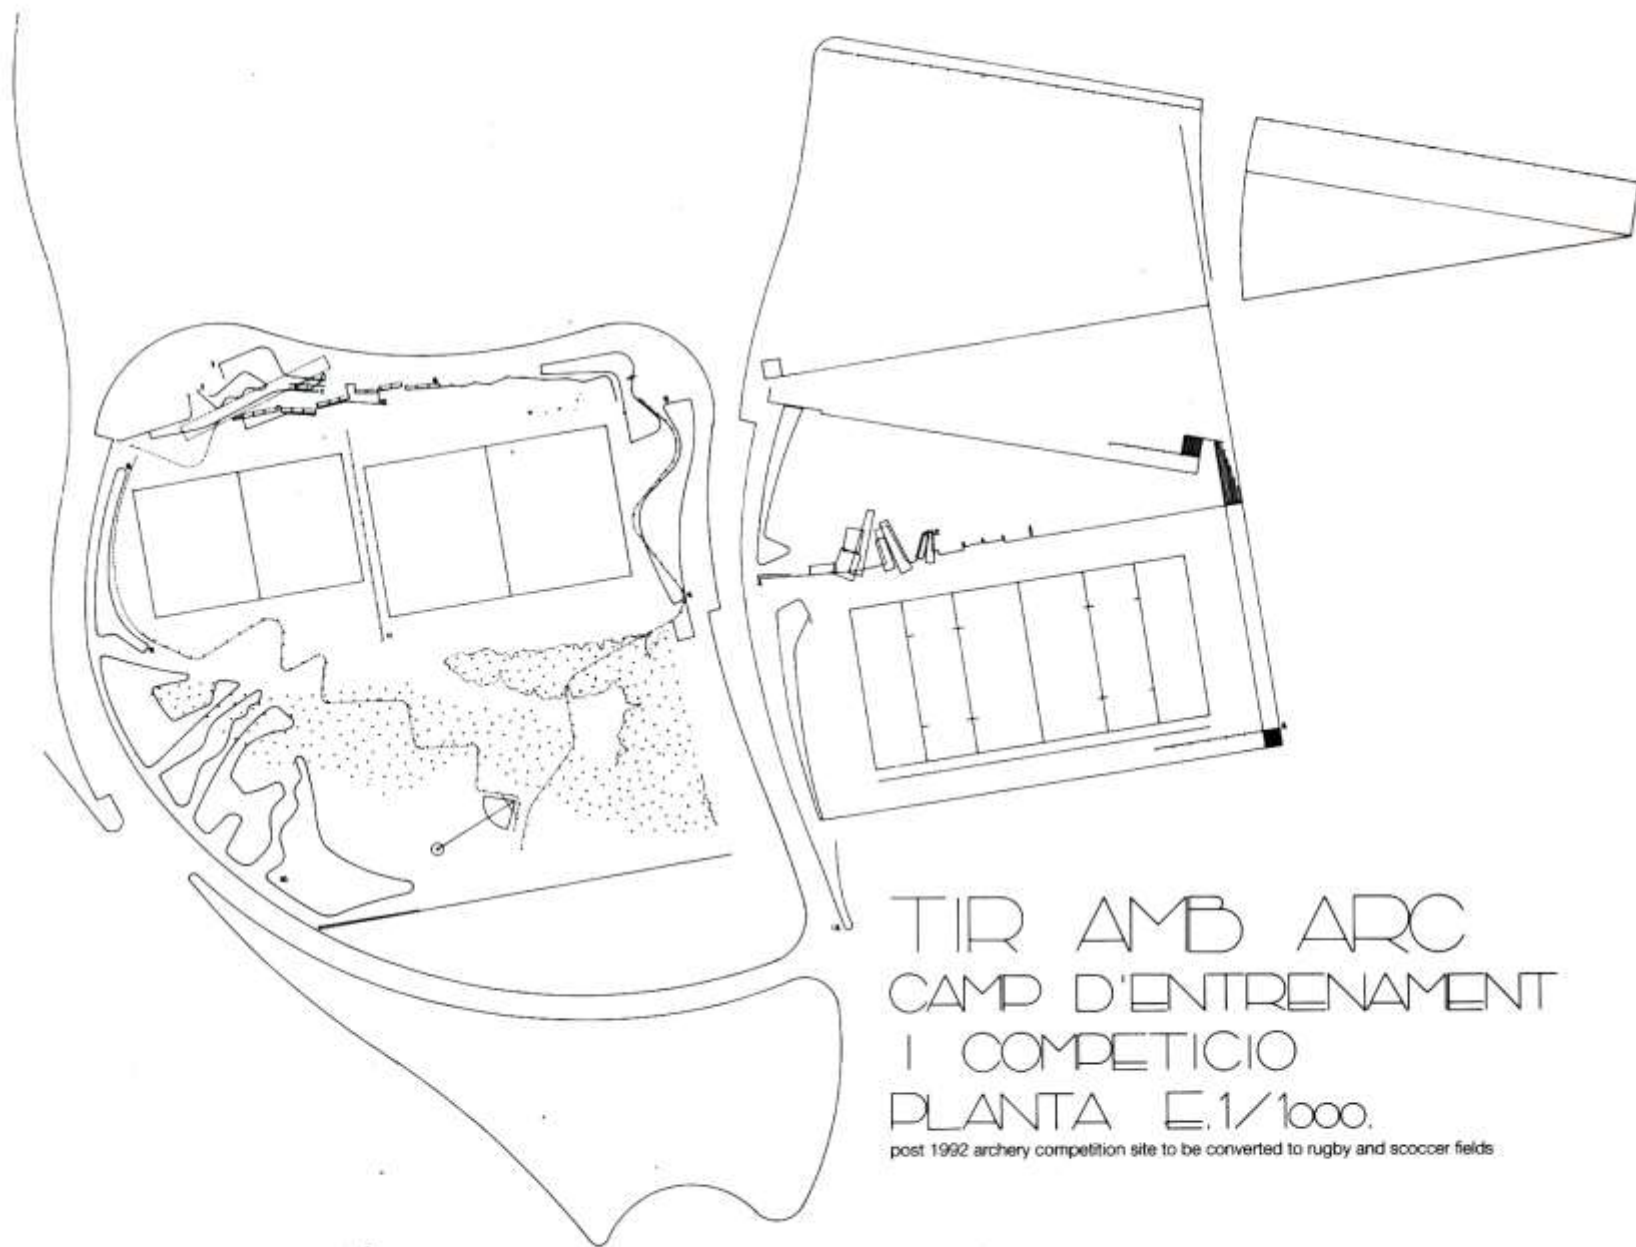 TIR AMB ARC
CAMP D'ENTRENAMENT
I COMPETICIO
PLANTA E.1/1000.
post 1992 archery competition site to be converted to rugby and scoccer fields